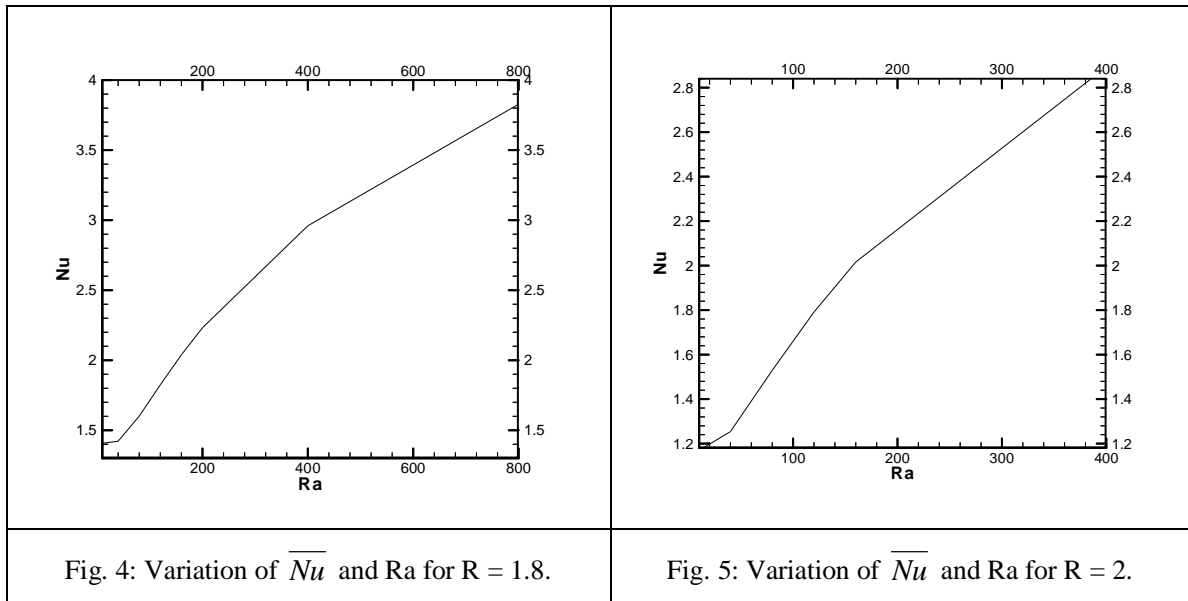 200 400 600 800
4 4
3.5 3.5
3 3
2.5 2.5
2 2
1.5 1.5
Nu
200 400 600 800
Ra
100 200 300 400
2.8 2.8
2.6 2.6
2.4 2.4
2.2 2.2
2 2
1.8 1.8
1.6 1.6
1.4 1.4
1.2 1.2
Nu
100 200 300 400
Ra
Fig. 4: Variation of N̅u̅ and Ra for R = 1.8.
Fig. 5: Variation of N̅u̅ and Ra for R = 2.